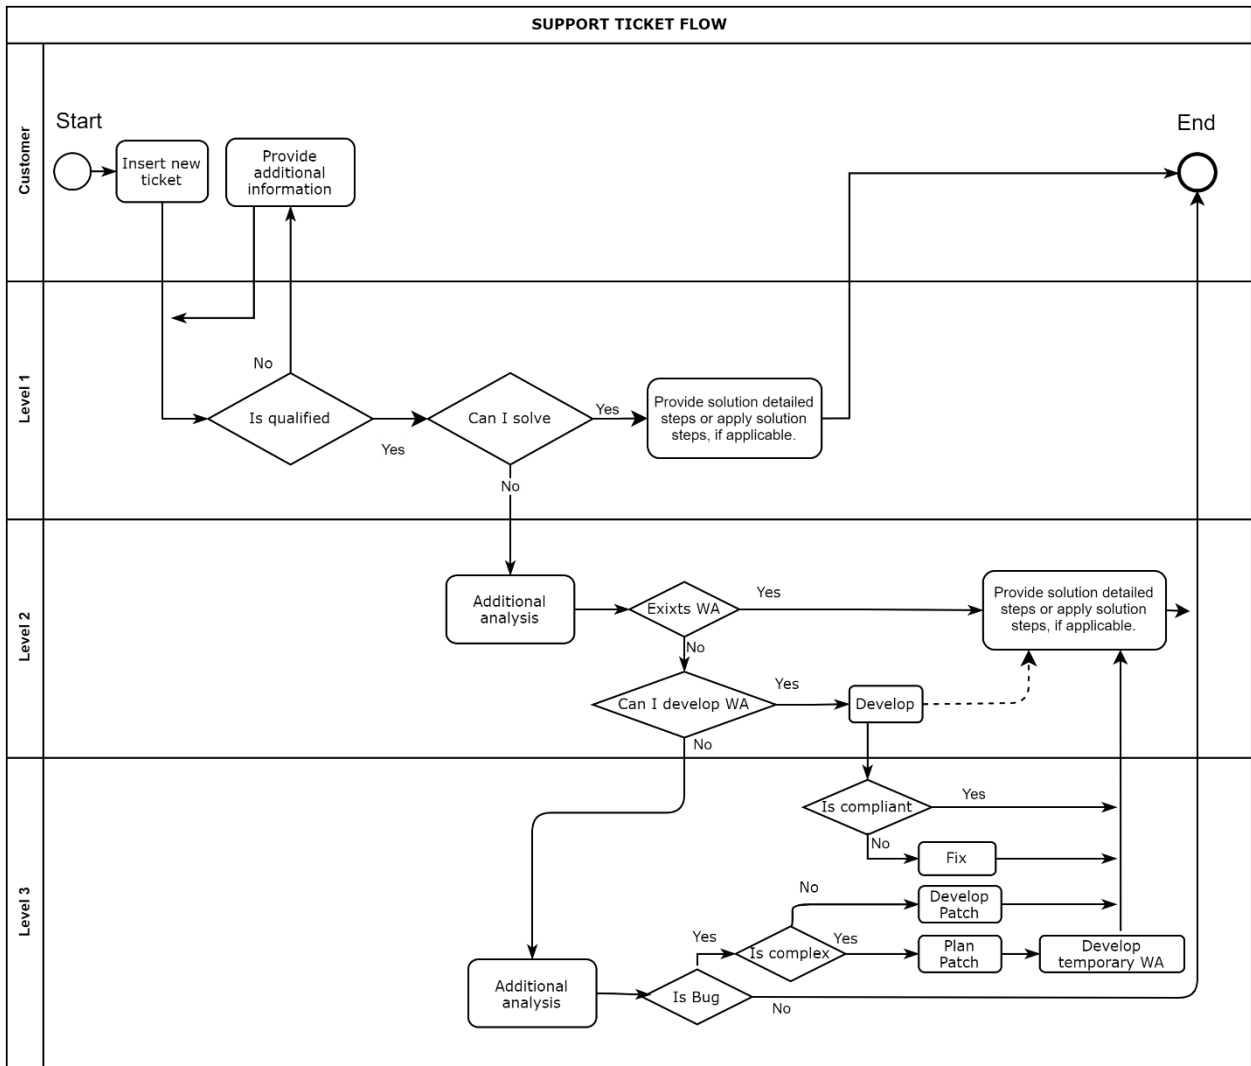 SUPPORT TICKET FLOW
Customer
Start
Insert new
ticket
Provide
additional
information
End
Level 1
No
Is qualified
Yes
Can I solve
Yes
No
Provide solution detailed
steps or apply solution
steps, if applicable.
Level 2
Additional
analysis
Exixts WA
Yes
No
Provide solution detailed
steps or apply solution
steps, if applicable.
Can I develop WA
Yes
No
Develop
Level 3
Is compliant
Yes
No
Fix
No
Develop
Patch
Yes
Is complex
Yes
Plan
Patch
Develop
temporary WA
Additional
analysis
Is Bug
No